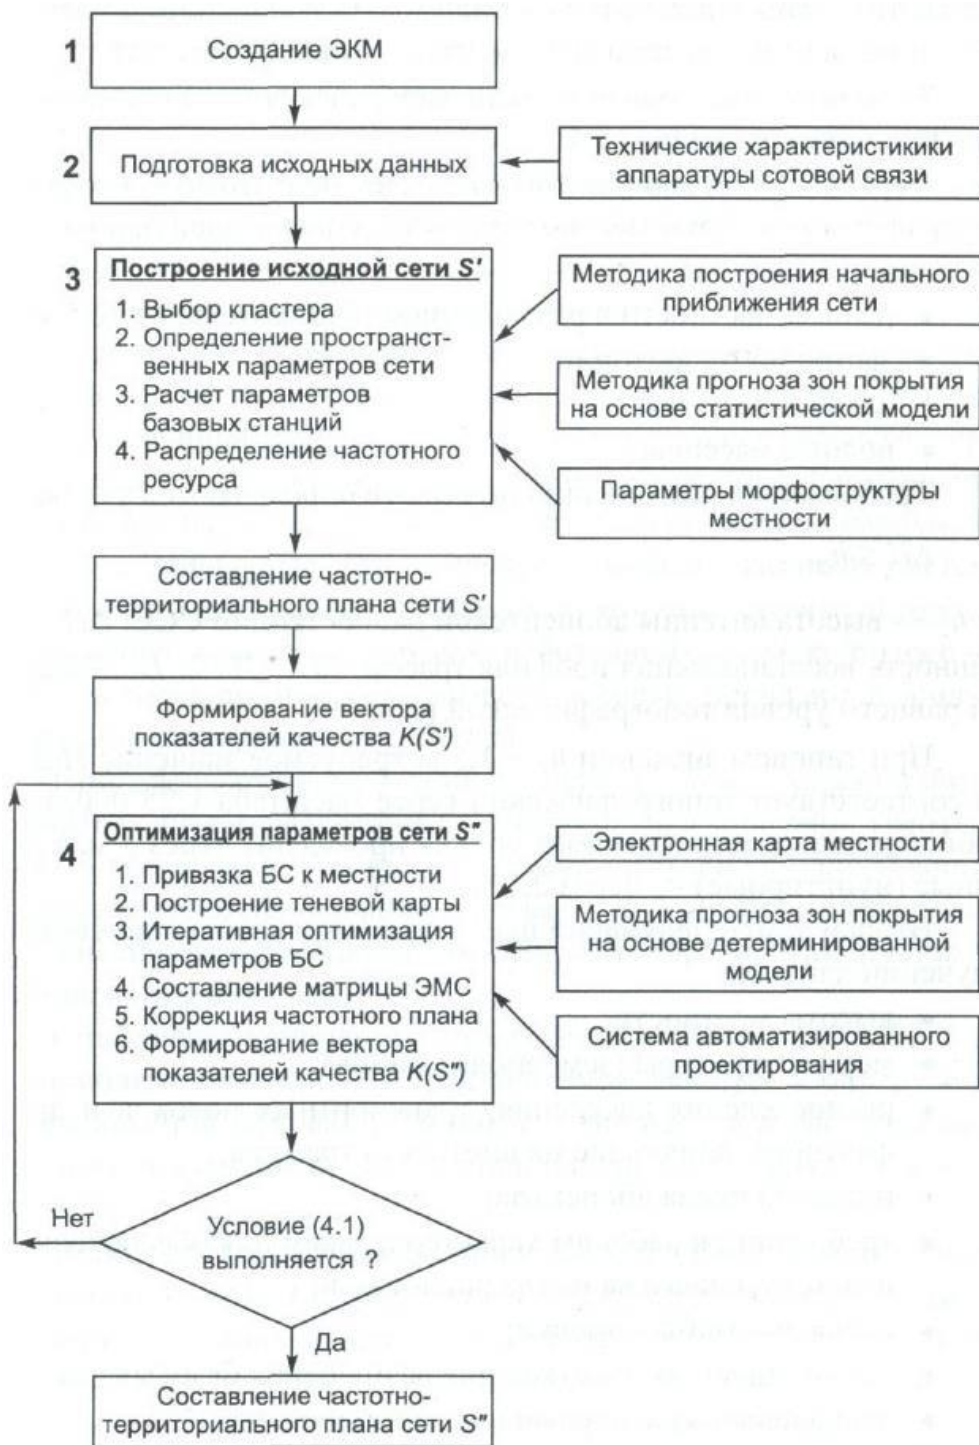 1
Создание ЭКМ
2
Подготовка исходных данных
Технические характеристикики
аппаратуры сотовой связи
3
Построение исходной сети S'
1. Выбор кластера
2. Определение пространст-
венных параметров сети
3. Расчет параметров
базовых станций
4. Распределение частотного
ресурса
Методика построения начального
приближения сети
Методика прогноза зон покрытия
на основе статистической модели
Параметры морфоструктуры
местности
Составление частотно-
территориального плана сети S'
Формирование вектора
показателей качества K(S')
4
Оптимизация параметров сети S"
1. Привязка БС к местности
2. Построение теневой карты
3. Итеративная оптимизация
параметров БС
4. Составление матрицы ЭМС
5. Коррекция частотного плана
6. Формирование вектора
показателей качества K(S")
Электронная карта местности
Методика прогноза зон покрытия
на основе детерминированной
модели
Система автоматизированного
проектирования
Нет
Условие (4.1)
выполняется ?
Да
Составление частотно-
территориального плана сети S"